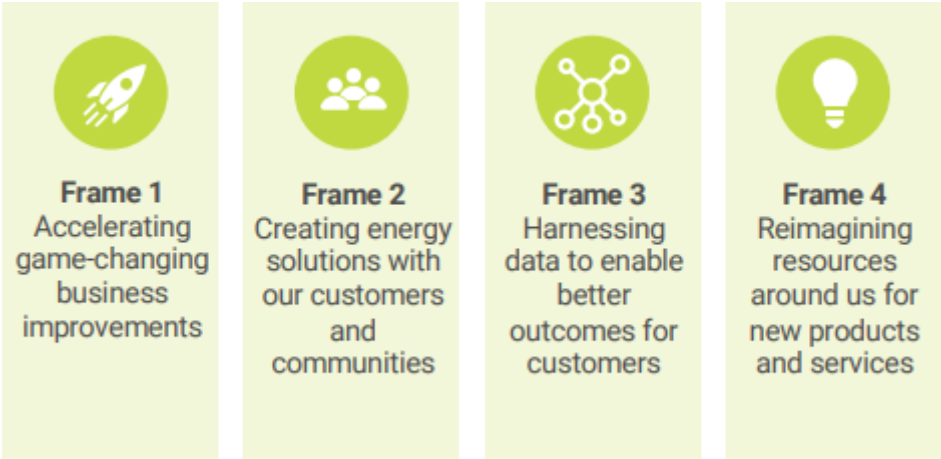 Frame 1
Accelerating
game-changing
business
improvements
Frame 2
Creating energy
solutions with
our customers
and
communities
Frame 3
Harnessing
data to enable
better
outcomes for
customers
Frame 4
Reimagining
resources
around us for
new products
and services